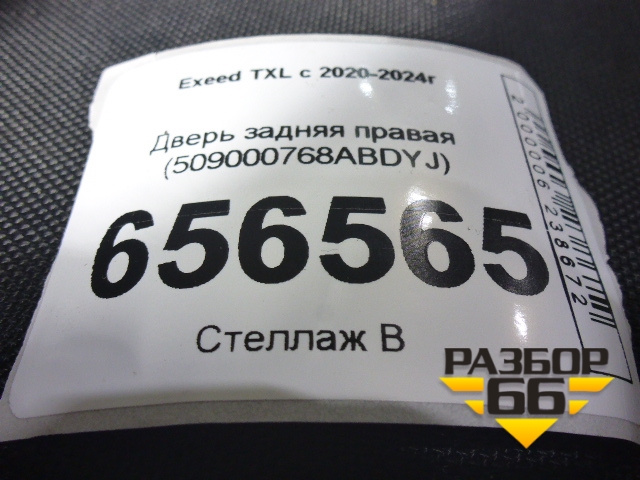 Exeed TXL с 2020-2024г
Дверь задняя правая
(509000768ABDYJ)
656565
Стеллаж В
2000006238672
РАЗБОР
66